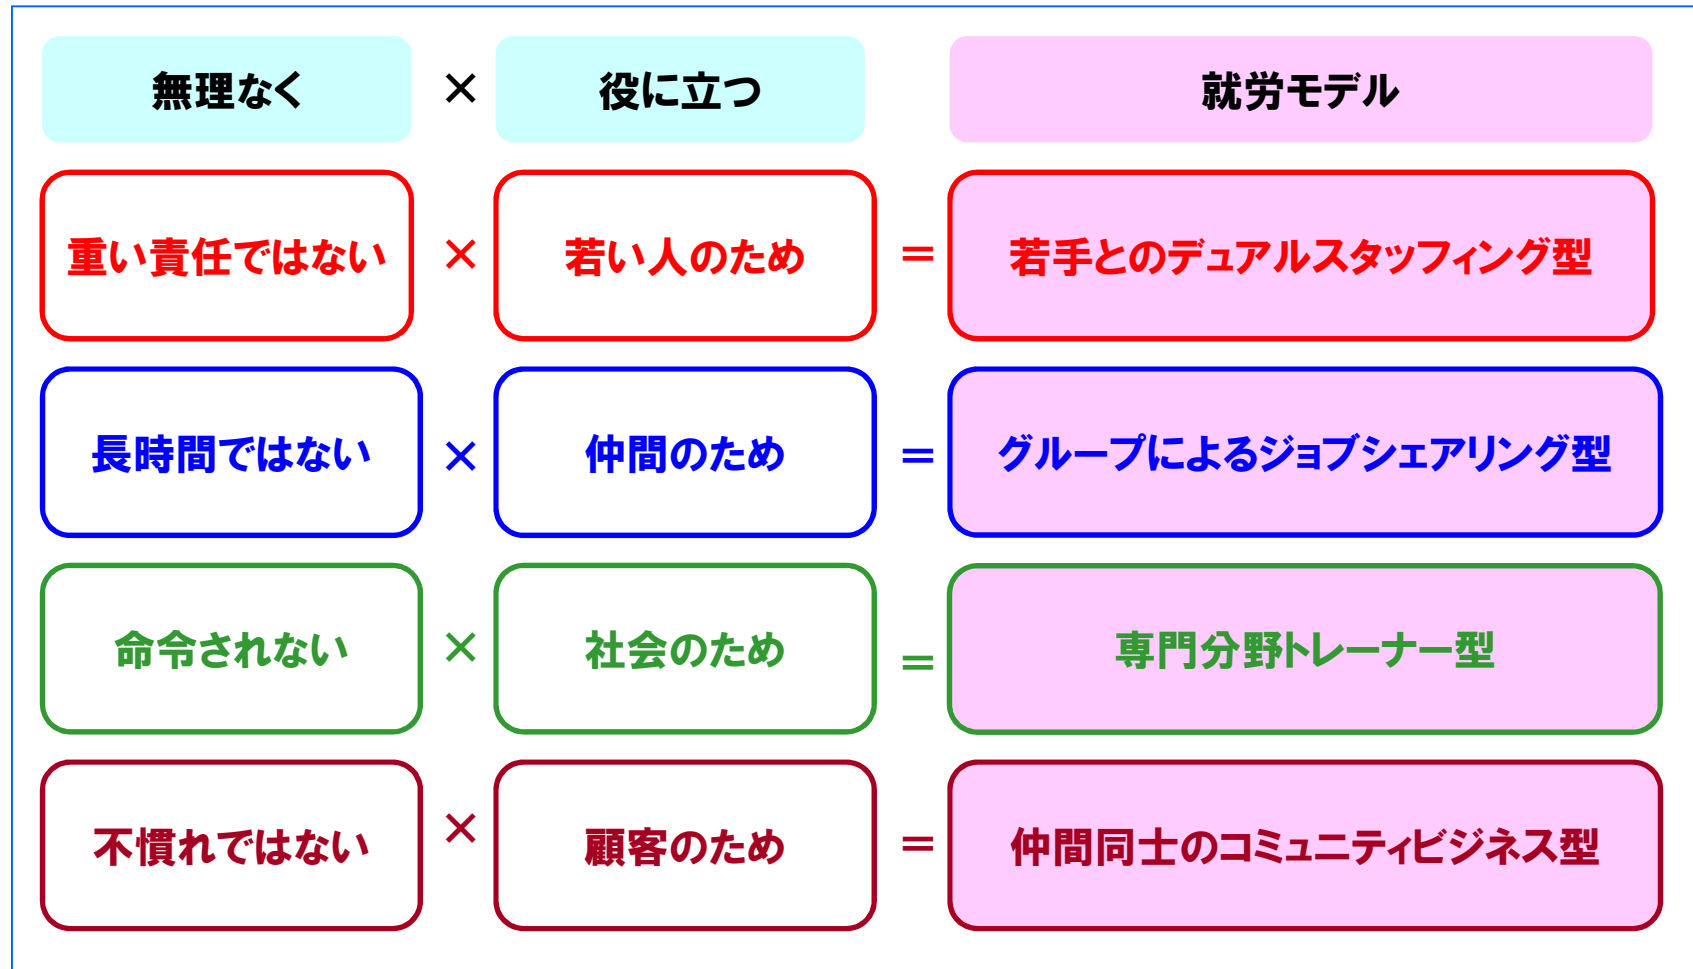 無理なく × 役に立つ 就労モデル
重い責任ではない × 若い人のため = 若手とのデュアルスタッフィング型
長時間ではない × 仲間のため = グループによるジョブシェアリング型
命令されない × 社会のため = 専門分野トレーナー型
不慣れではない × 顧客のため = 仲間同士のコミュニティビジネス型